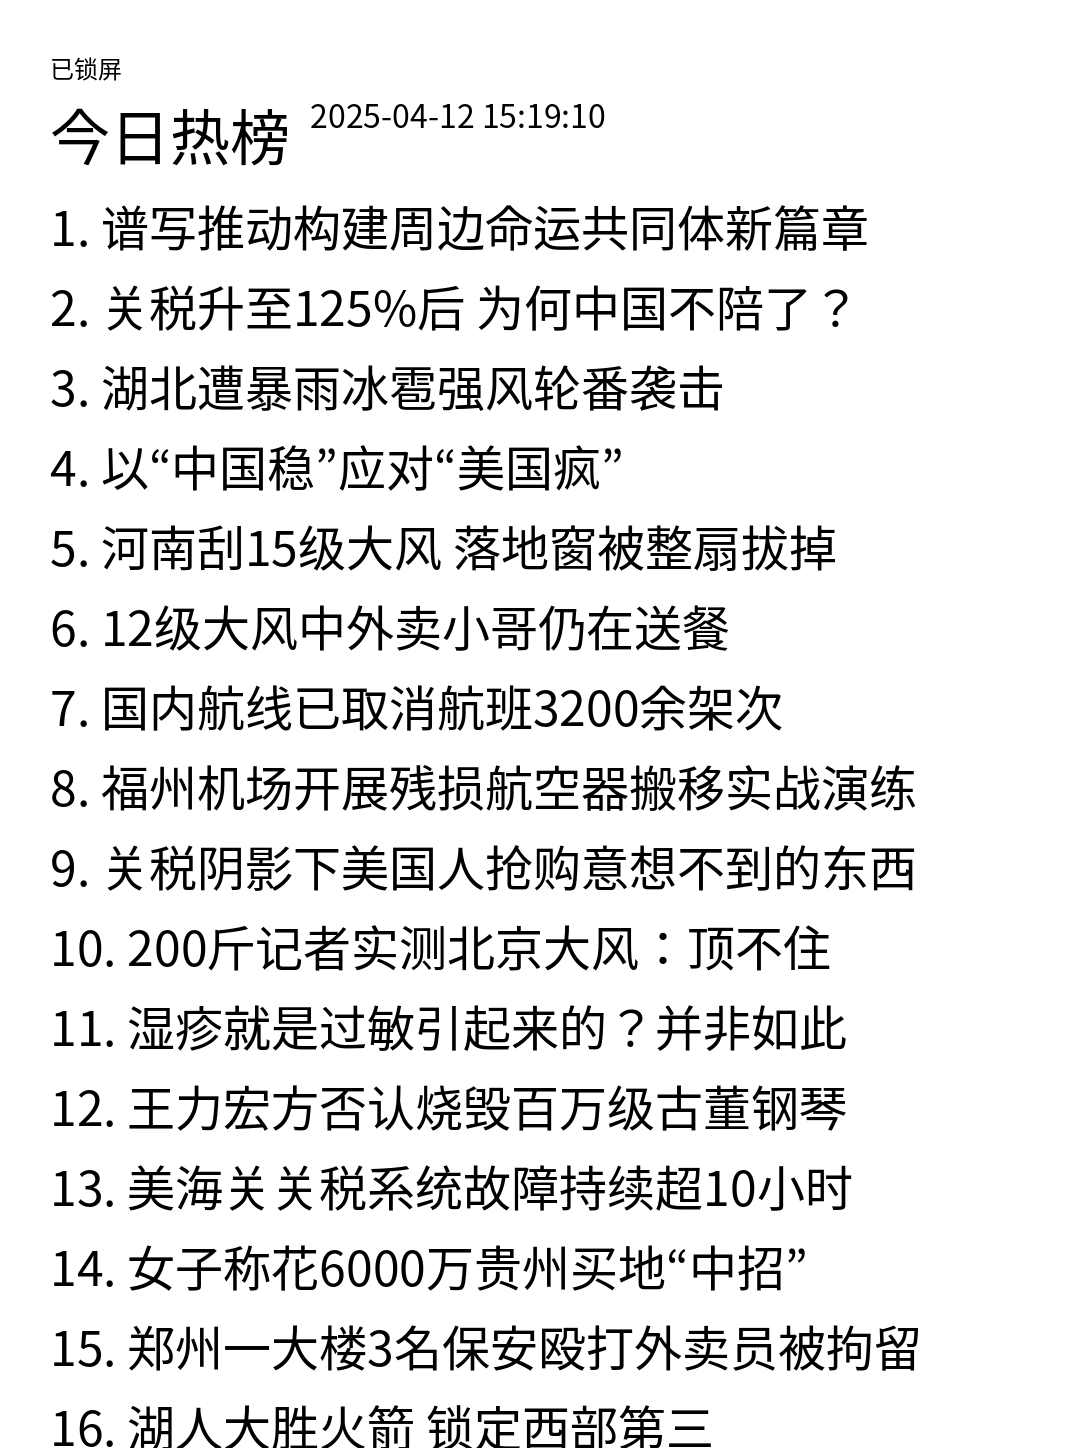 已锁屏
今日热榜 2025-04-12 15:19:10
1. 谱写推动构建周边命运共同体新篇章
2. 关税升至125%后 为何中国不陪了？
3. 湖北遭暴雨冰雹强风轮番袭击
4. 以“中国稳”应对“美国疯”
5. 河南刮15级大风 落地窗被整扇拔掉
6. 12级大风中外卖小哥仍在送餐
7. 国内航线已取消航班3200余架次
8. 福州机场开展残损航空器搬移实战演练
9. 关税阴影下美国人抢购意想不到的东西
10. 200斤记者实测北京大风：顶不住
11. 湿疹就是过敏引起来的？并非如此
12. 王力宏方否认烧毁百万级古董钢琴
13. 美海关关税系统故障持续超10小时
14. 女子称花6000万贵州买地“中招”
15. 郑州一大楼3名保安殴打外卖员被拘留
16. 湖人大胜火箭 锁定西部第三